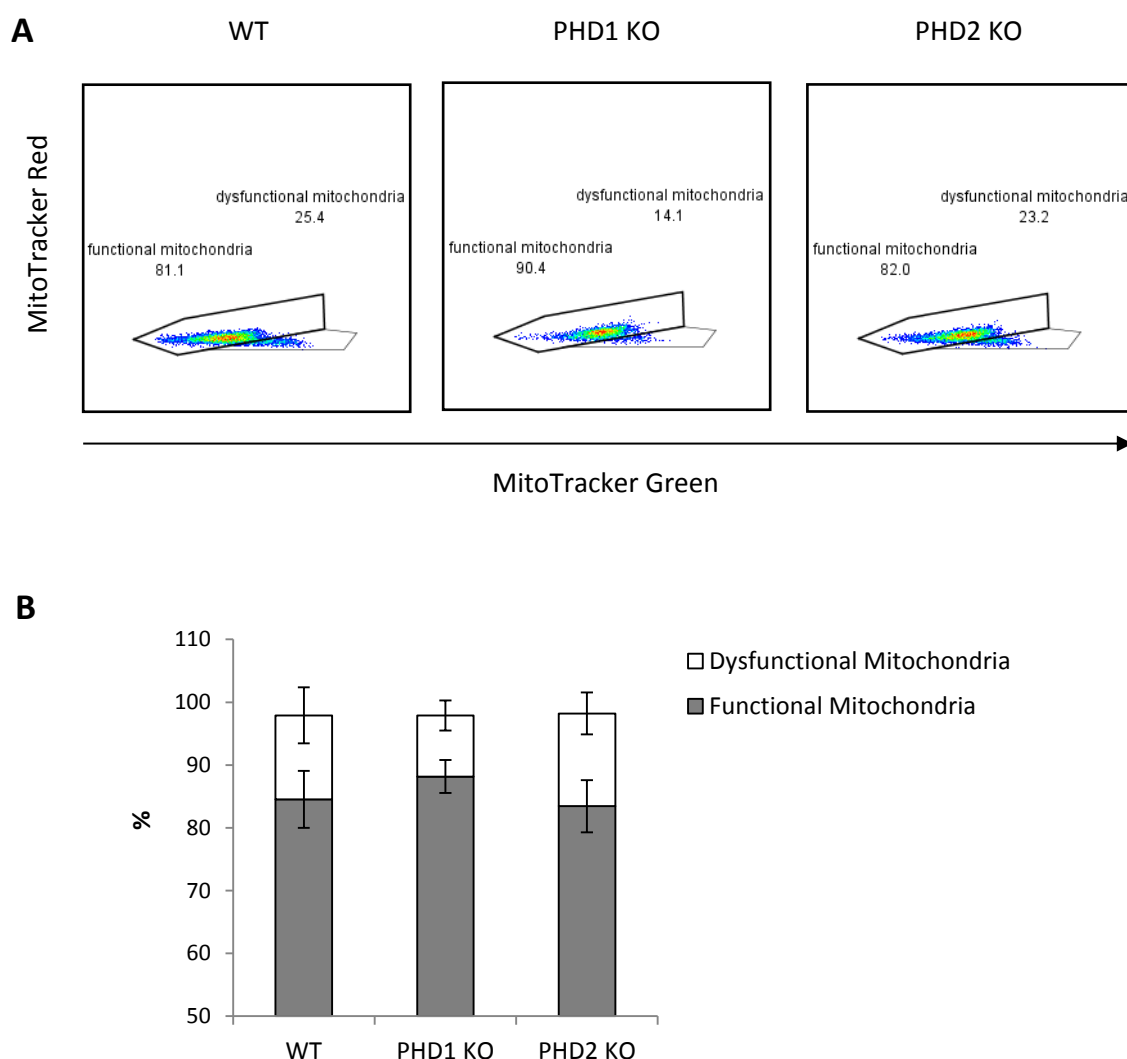 A
WT
PHD1 KO
PHD2 KO
MitoTracker Red
dysfunctional mitochondria
25.4
functional mitochondria
81.1
dysfunctional mitochondria
14.1
functional mitochondria
90.4
dysfunctional mitochondria
23.2
functional mitochondria
82.0
MitoTracker Green
B
110
100
90
80
70
60
50
%
WT
PHD1 KO
PHD2 KO
Dysfunctional Mitochondria
Functional Mitochondria